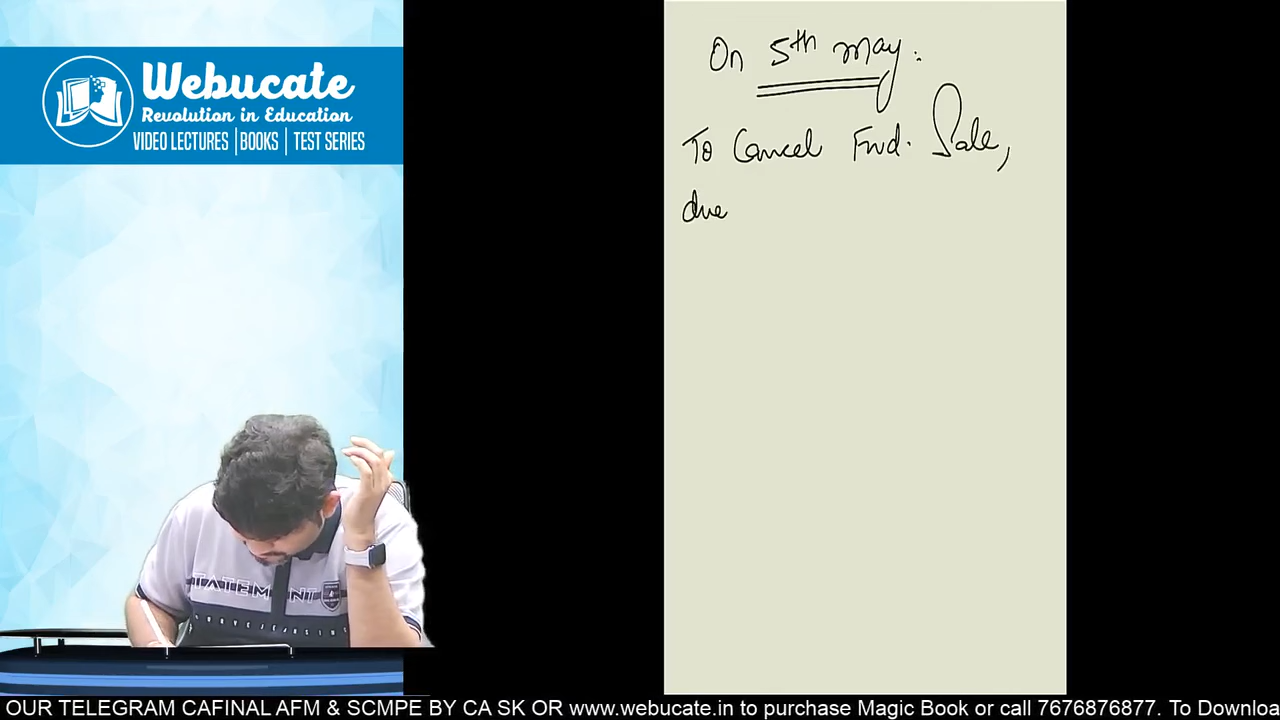 Webucate
Revolution in Education
VIDEO LECTURES | BOOKS | TEST SERIES
On 5th May:
To Cancel Fwd. Sale,
due
TATEMENT
OUR TELEGRAM CAFINAL AFM & SCMPE BY CA SK OR www.webucate.in to purchase Magic Book or call 7676876877. To Downloa